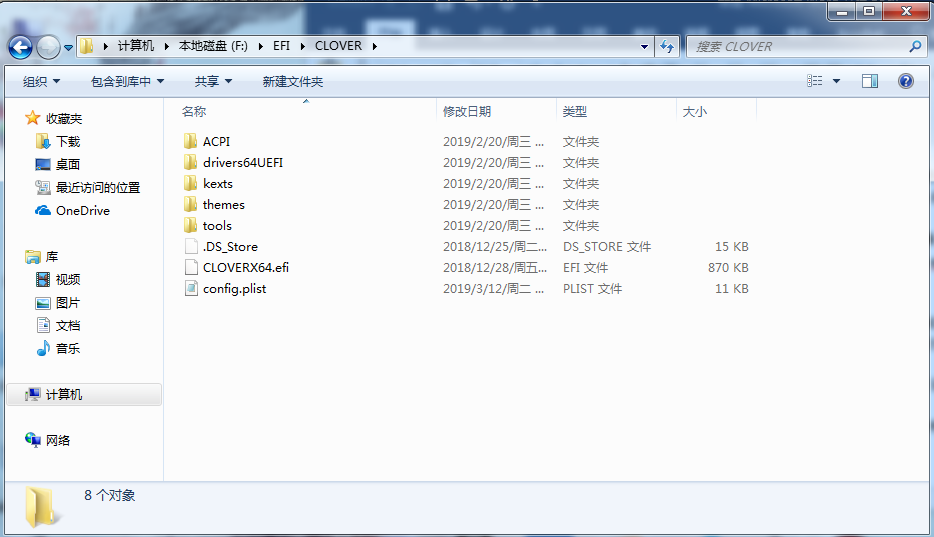 计算机 本地磁盘 (F:) EFI CLOVER
搜索 CLOVER
组织 包含到库中 共享 新建文件夹
名称 修改日期 类型 大小
收藏夹
下载
桌面
最近访问的位置
OneDrive
库
视频
图片
文档
音乐
计算机
网络
ACPI 2019/2/20/周三 ... 文件夹
drivers64UEFI 2019/2/20/周三 ... 文件夹
kexts 2019/2/20/周三 ... 文件夹
themes 2019/2/20/周三 ... 文件夹
tools 2019/2/20/周三 ... 文件夹
.DS_Store 2018/12/25/周二... DS_STORE 文件 15 KB
CLOVERX64.efi 2018/12/28/周五... EFI 文件 870 KB
config.plist 2019/3/12/周二 ... PLIST 文件 11 KB
8 个对象